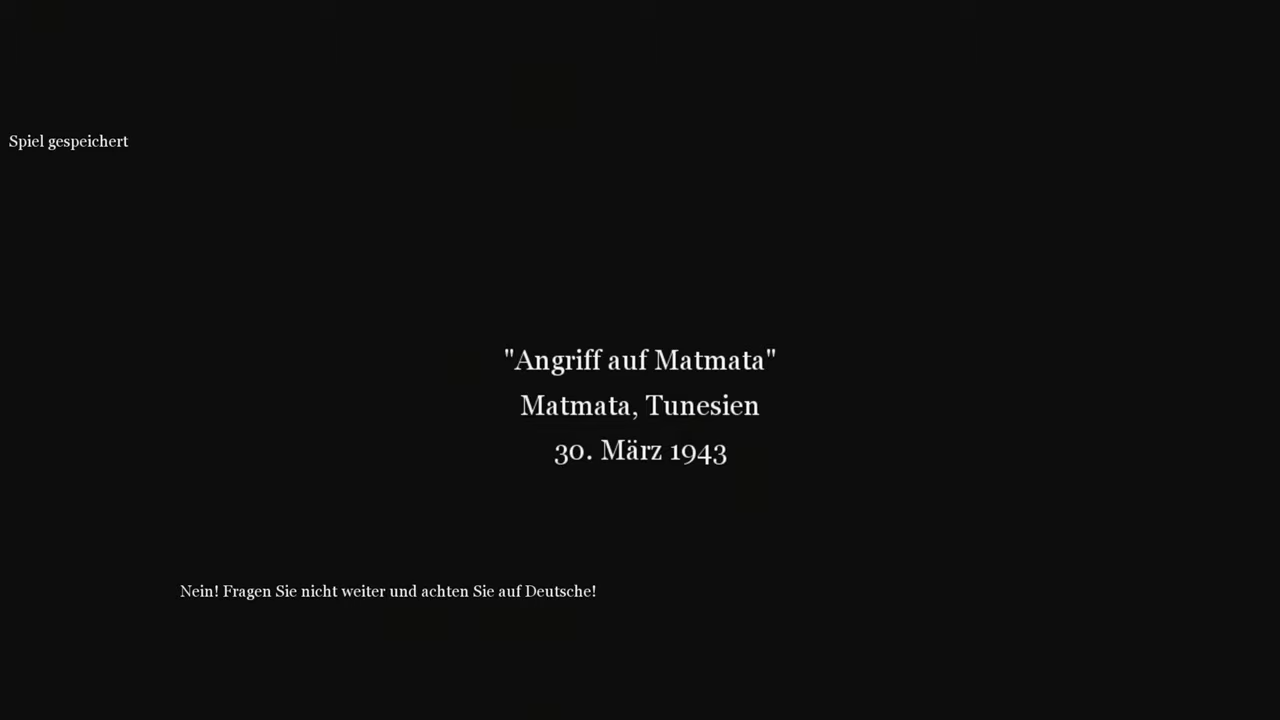 Spiel gespeichert
"Angriff auf Matmata"
Matmata, Tunesien
30. März 1943
Nein! Fragen Sie nicht weiter und achten Sie auf Deutsche!